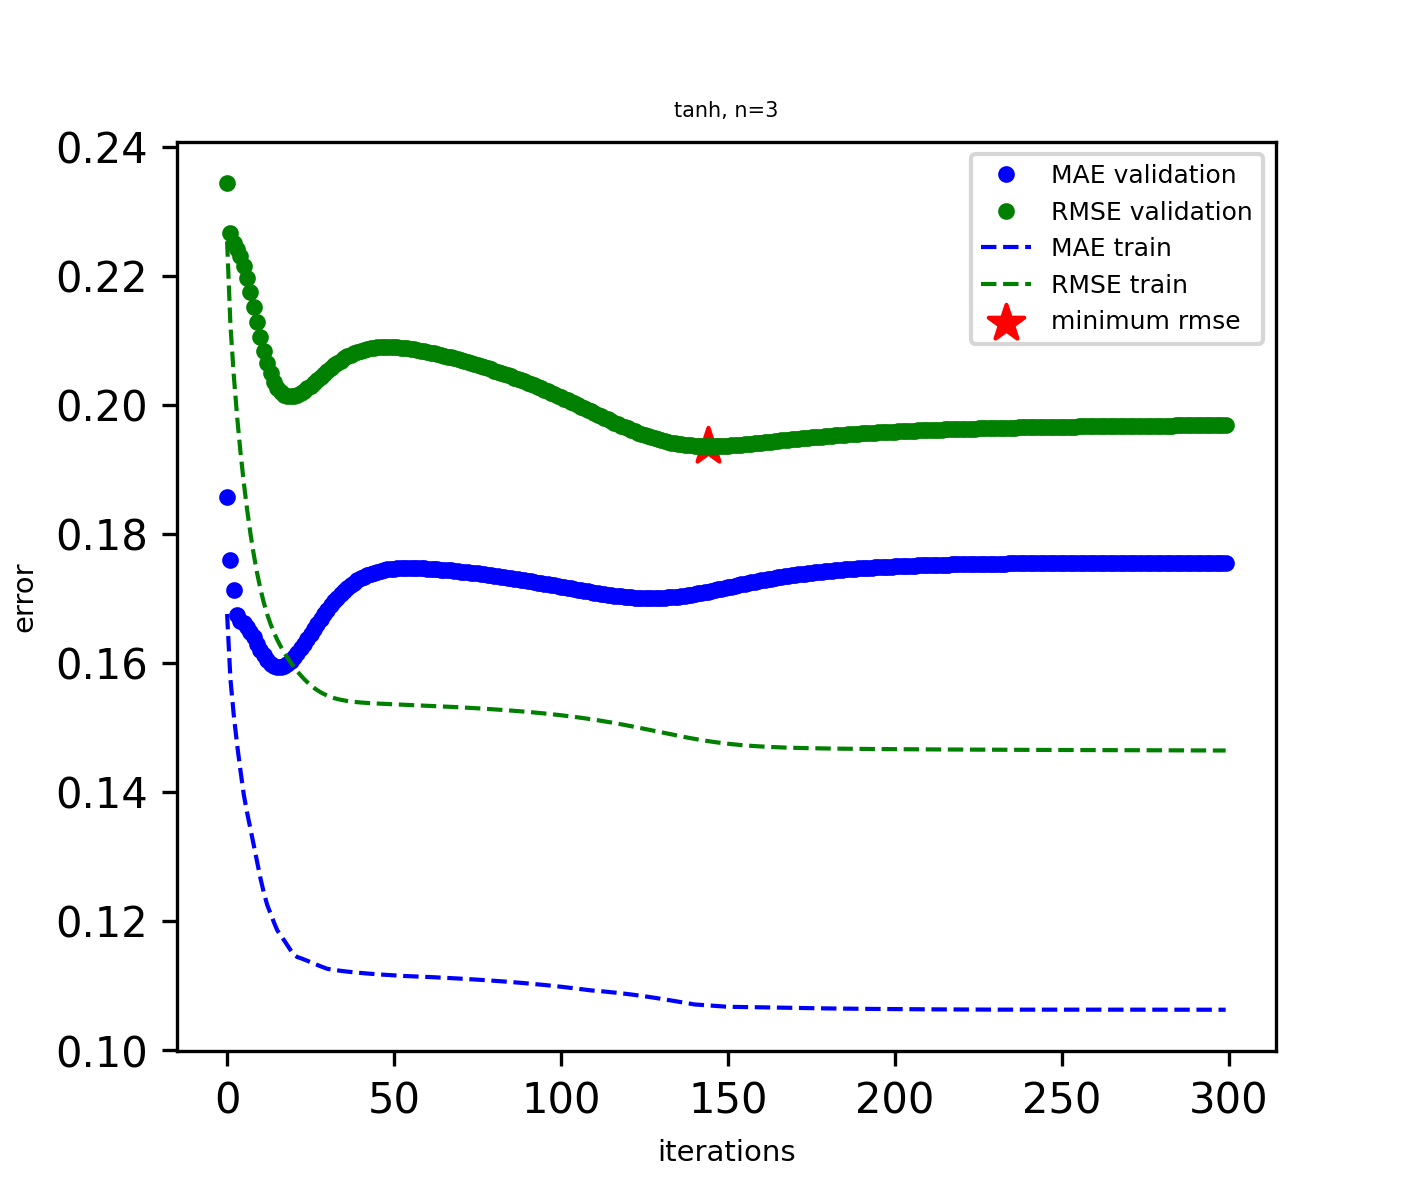 tanh, n=3
0.24
0.22
0.20
0.18
0.16
0.14
0.12
0.10
error
MAE validation
RMSE validation
MAE train
RMSE train
minimum rmse
0 50 100 150 200 250 300
iterations